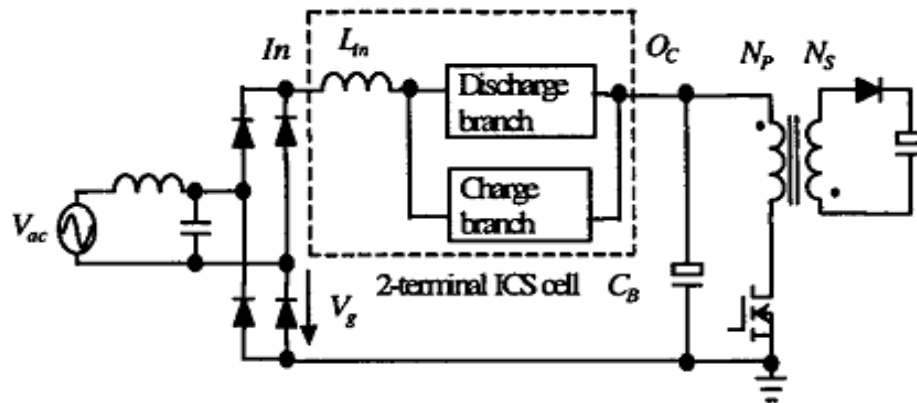 In
L_in
O_C
N_P
N_S
Discharge
branch
Charge
branch
V_ac
2-terminal ICS cell
C_B
V_g